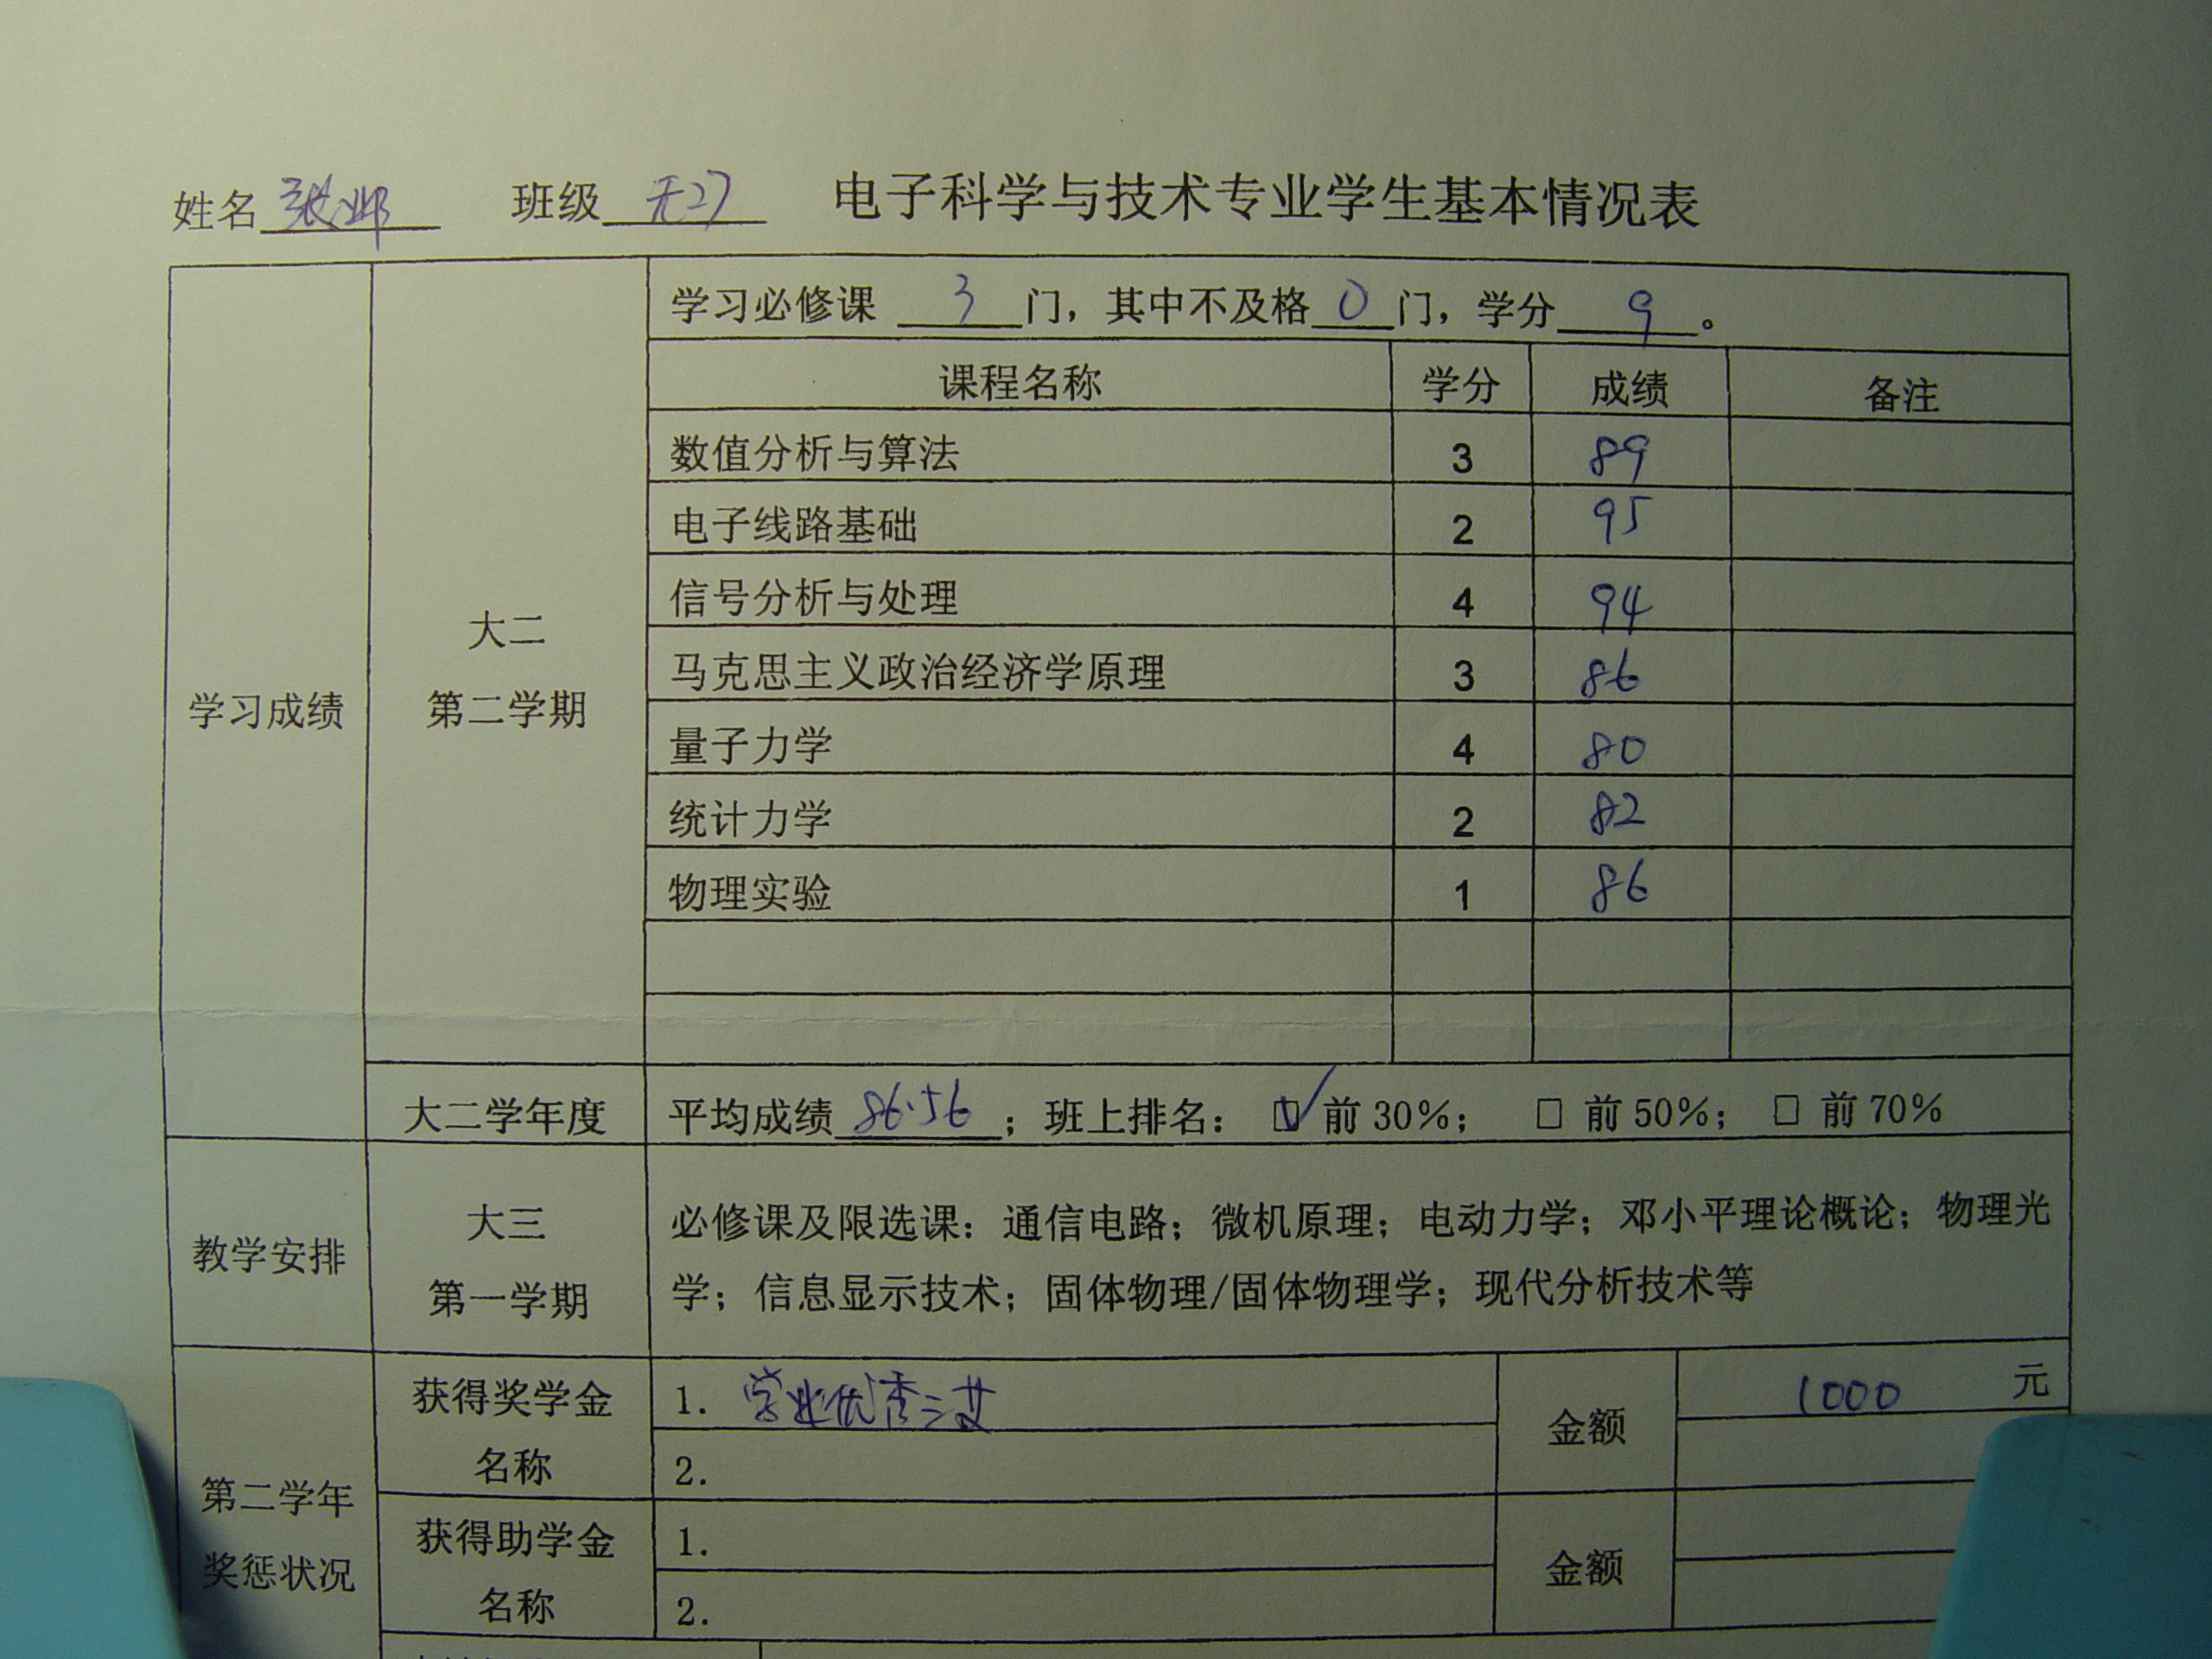 姓名 张邺 班级 无27 电子科学与技术专业学生基本情况表
学习必修课 3 门，其中不及格 0 门，学分 9 。
课程名称 学分 成绩 备注
数值分析与算法 3 89
电子线路基础 2 95
信号分析与处理 4 94
马克思主义政治经济学原理 3 86
量子力学 4 80
统计力学 2 82
物理实验 1 86
学习成绩
大二
第二学期
大二学年度 平均成绩 86.56 ；班上排名： ☑ 前 30%； □ 前 50%； □ 前 70%
教学安排
大三
第一学期
必修课及限选课：通信电路；微机原理；电动力学；邓小平理论概论；物理光
学；信息显示技术；固体物理/固体物理学；现代分析技术等
第二学年
奖惩状况
获得奖学金
名称
1. 学业优秀三艾
2.
金额
1000 元
获得助学金
名称
1.
2.
金额